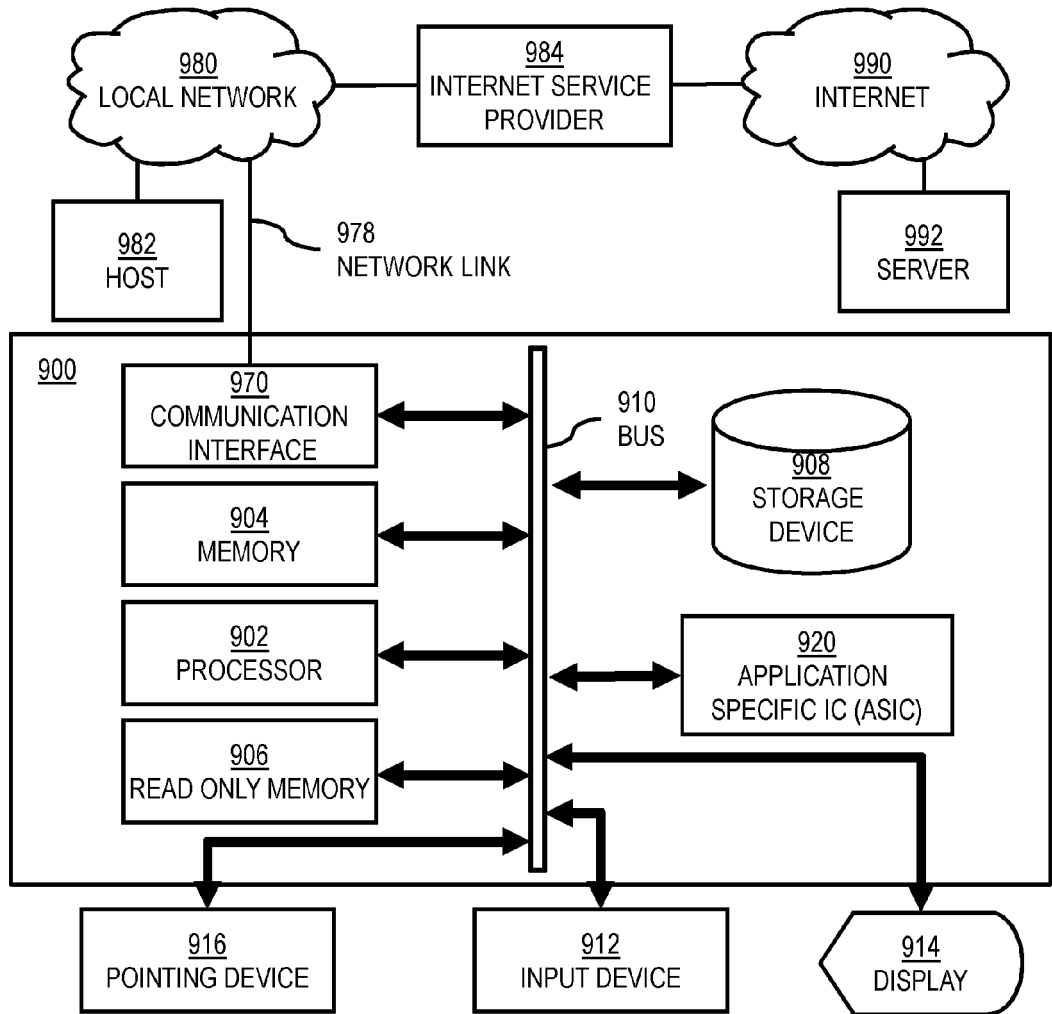 980
LOCAL NETWORK
984
INTERNET SERVICE
PROVIDER
990
INTERNET
982
HOST
978
NETWORK LINK
992
SERVER
900
970
COMMUNICATION
INTERFACE
910
BUS
908
STORAGE
DEVICE
904
MEMORY
902
PROCESSOR
920
APPLICATION
SPECIFIC IC (ASIC)
906
READ ONLY MEMORY
916
POINTING DEVICE
912
INPUT DEVICE
914
DISPLAY